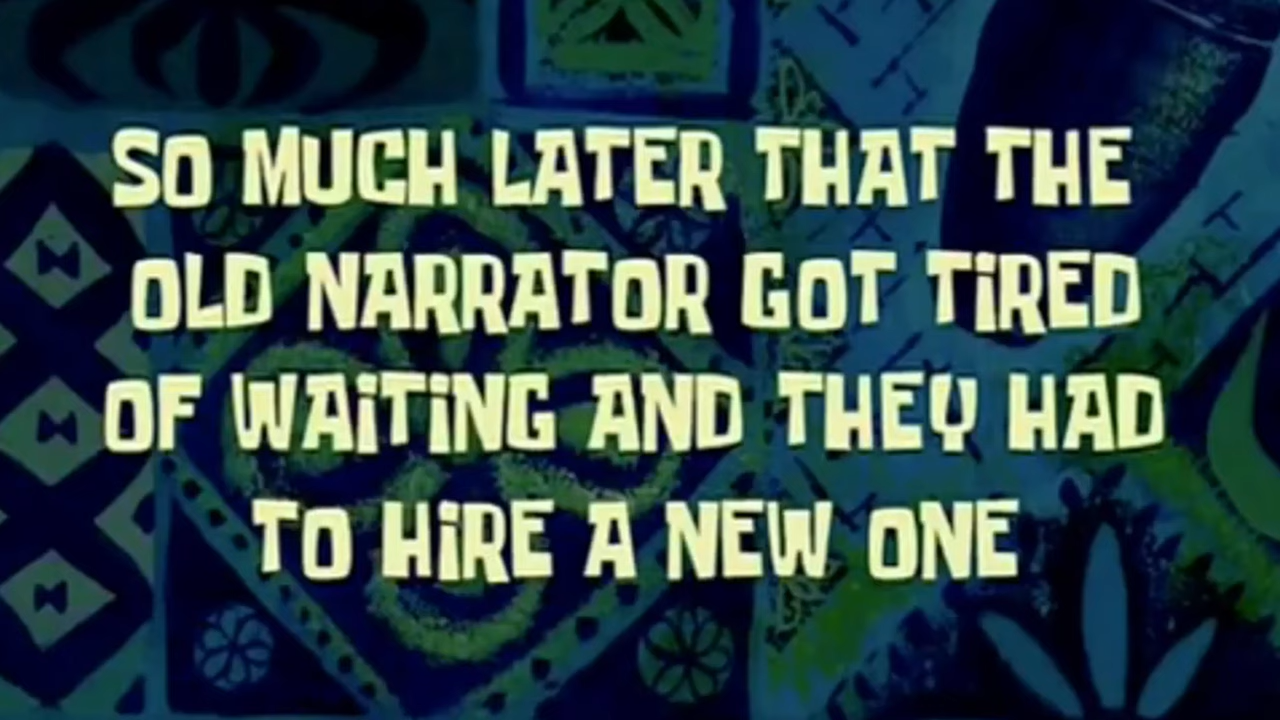 SO MUCH LATER THAT THE
OLD NARRATOR GOT TiRED
OF WAiTiNG AND THEY HAD
TO HiRE A NEW ONE